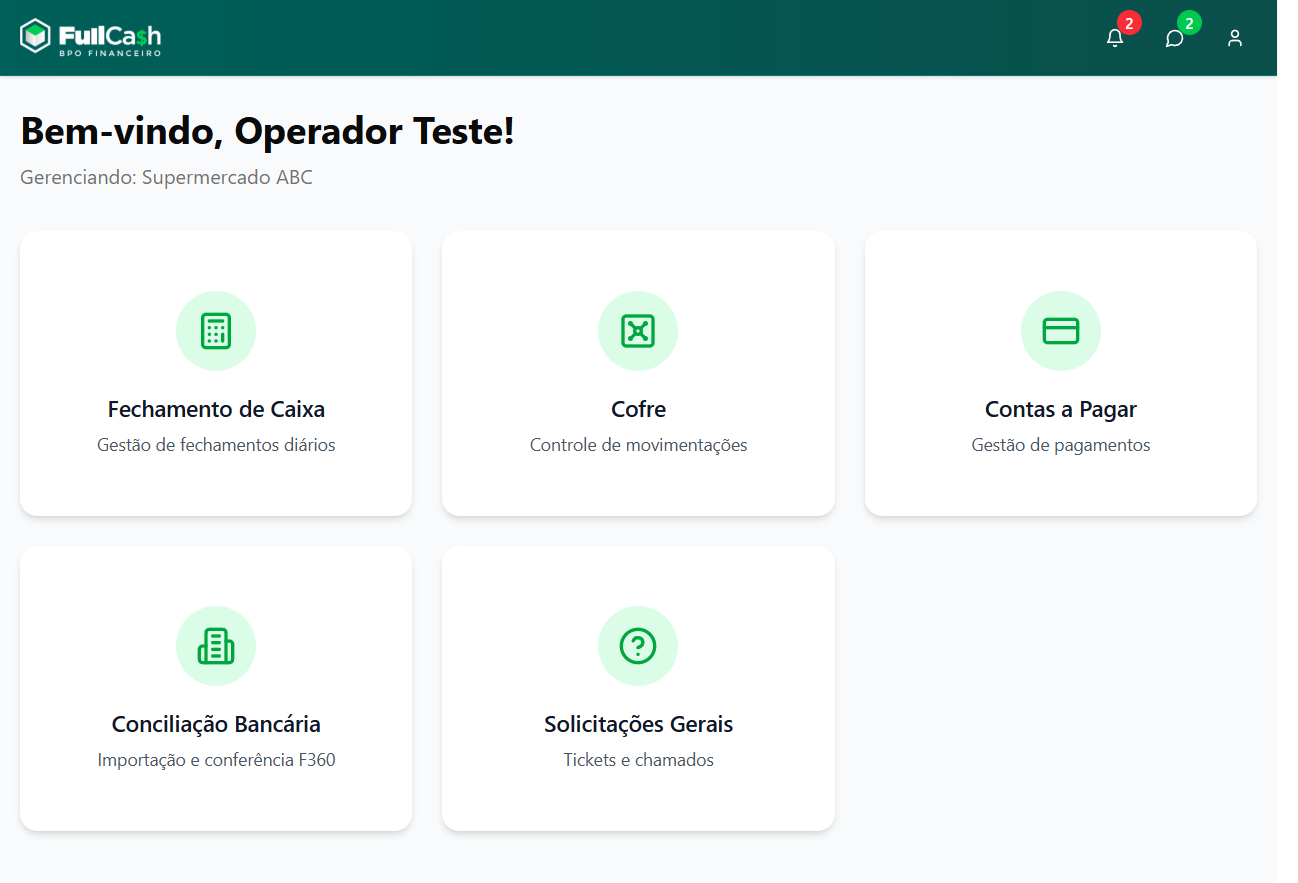 FullCa$h
BPO FINANCEIRO
2
2
Bem-vindo, Operador Teste!
Gerenciando: Supermercado ABC
Fechamento de Caixa
Gestão de fechamentos diários
Cofre
Controle de movimentações
Contas a Pagar
Gestão de pagamentos
Conciliação Bancária
Importação e conferência F360
Solicitações Gerais
Tickets e chamados